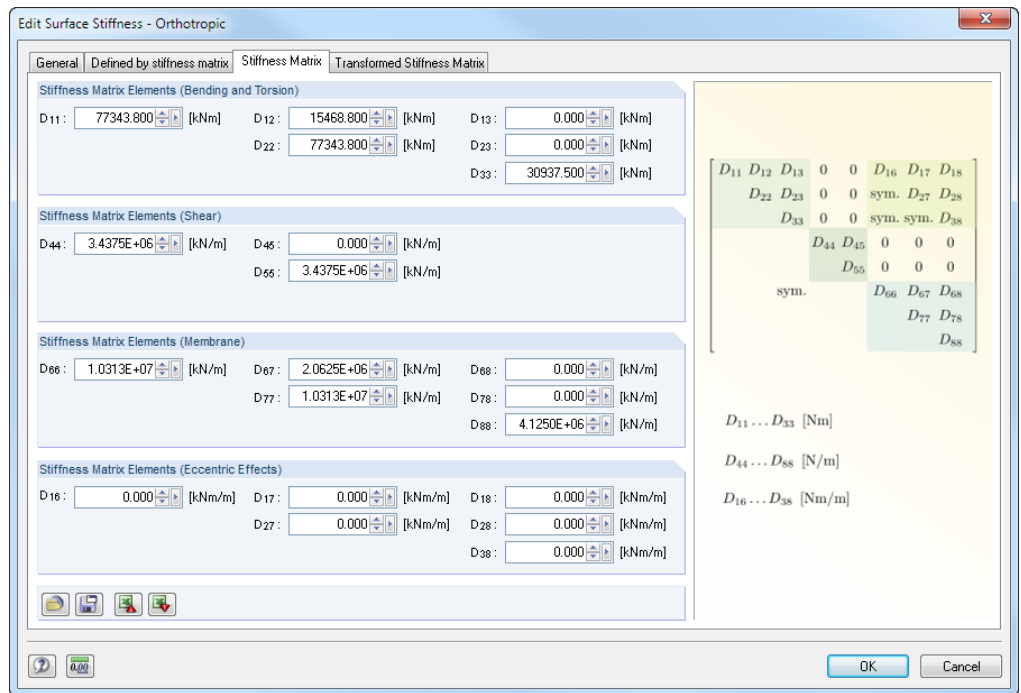 Edit Surface Stiffness - Orthotropic
General Defined by stiffness matrix Stiffness Matrix Transformed Stiffness Matrix
Stiffness Matrix Elements (Bending and Torsion)
D11: 77343.800 [kNm] D12: 15468.800 [kNm] D13: 0.000 [kNm]
D22: 77343.800 [kNm] D23: 0.000 [kNm]
D33: 30937.500 [kNm]
Stiffness Matrix Elements (Shear)
D44: 3.4375E+06 [kN/m] D45: 0.000 [kN/m]
D55: 3.4375E+06 [kN/m]
Stiffness Matrix Elements (Membrane)
D66: 1.0313E+07 [kN/m] D67: 2.0625E+06 [kN/m] D68: 0.000 [kN/m]
D77: 1.0313E+07 [kN/m] D78: 0.000 [kN/m]
D88: 4.1250E+06 [kN/m]
Stiffness Matrix Elements (Eccentric Effects)
D16: 0.000 [kNm/m] D17: 0.000 [kNm/m] D18: 0.000 [kNm/m]
D27: 0.000 [kNm/m] D28: 0.000 [kNm/m]
D38: 0.000 [kNm/m]
D11 D12 D13 0 0 D16 D17 D18
D22 D23 0 0 sym. D27 D28
D33 0 0 sym. sym. D38
D44 D45 0 0 0
D55 0 0 0
sym. D66 D67 D68
D77 D78
D88
D11...D33 [Nm]
D44...D88 [N/m]
D16...D38 [Nm/m]
0.00
OK Cancel